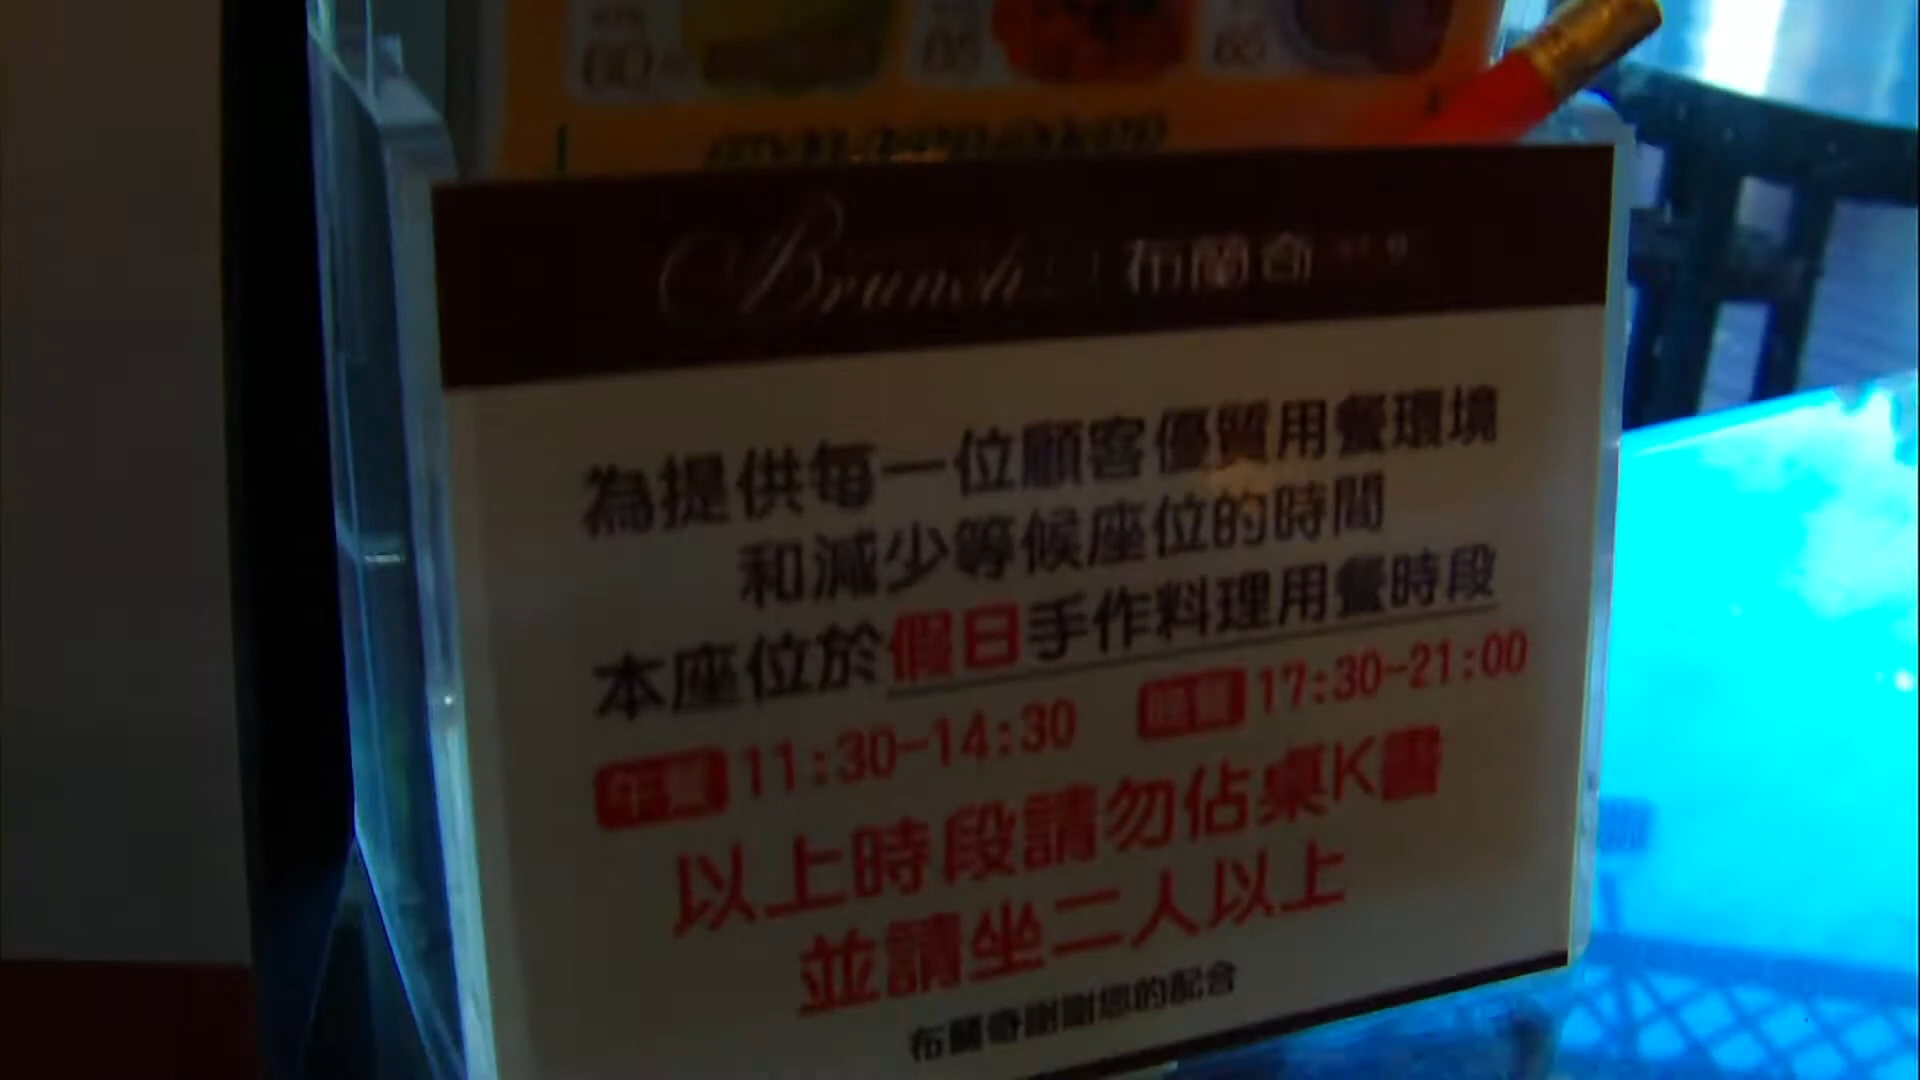 60
65
65
Brunch 布蘭奇
為提供每一位顧客優質用餐環境
和減少等候座位的時間
本座位於假日手作料理用餐時段
午餐 11:30-14:30 晚餐 17:30-21:00
以上時段請勿佔桌K書
並請坐二人以上
布蘭奇謝謝您的配合